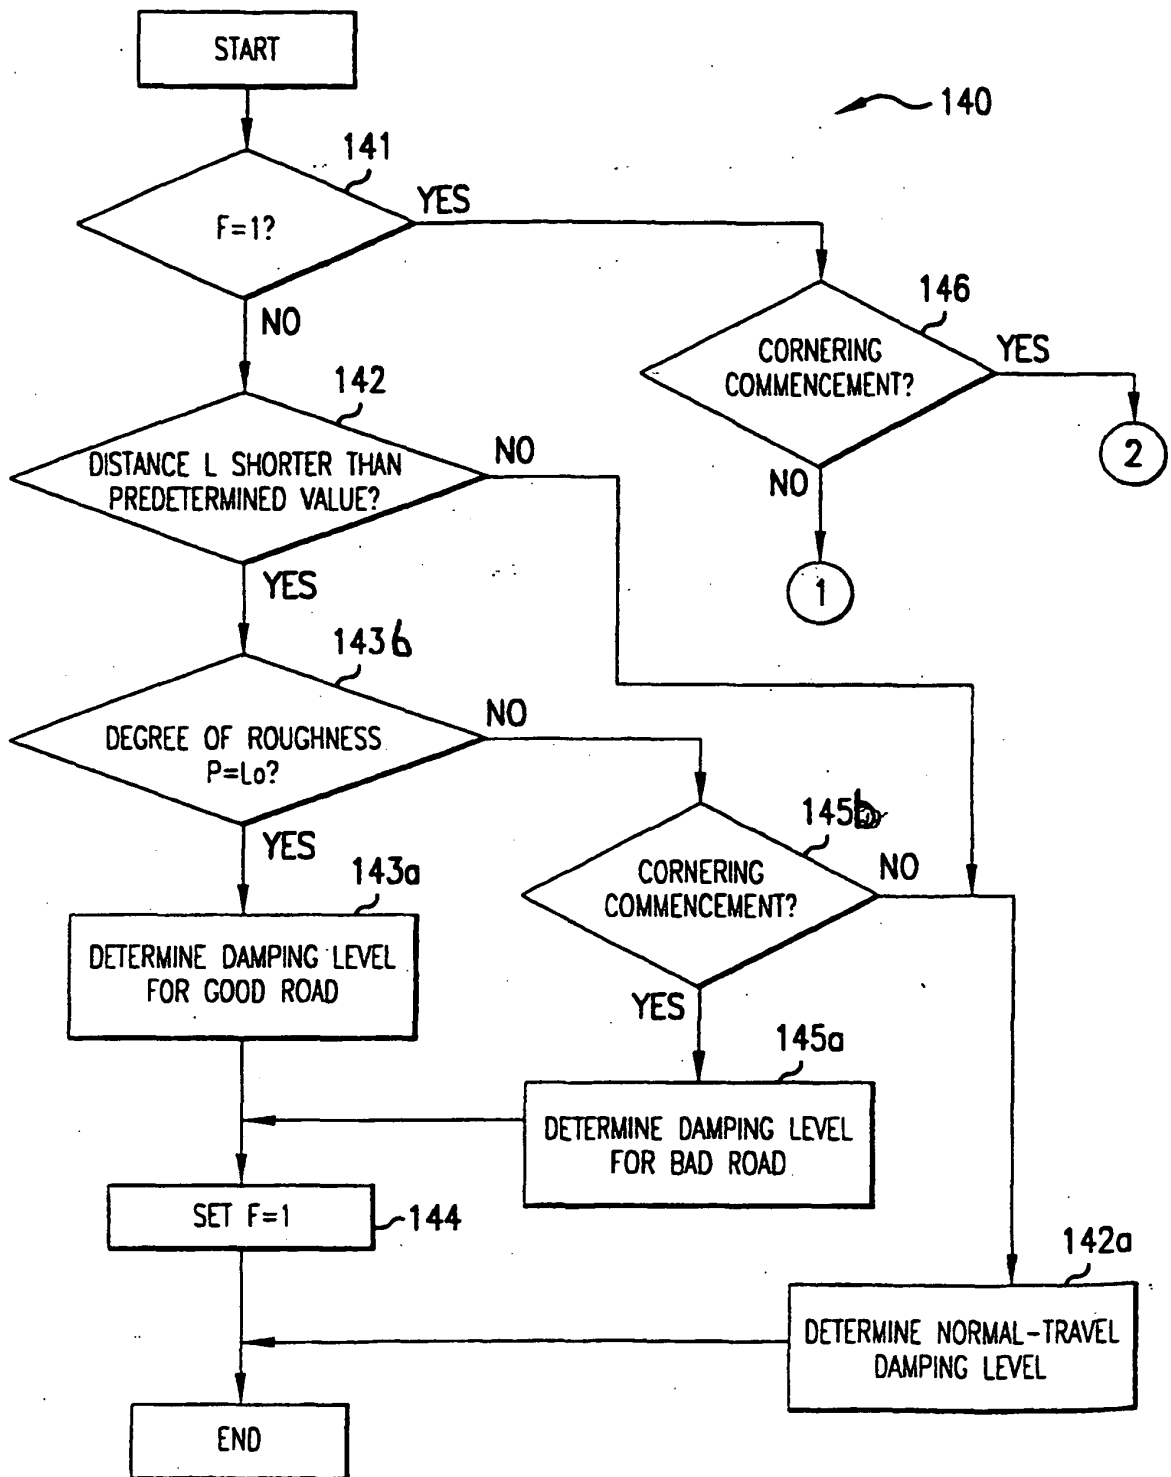 START
140
141
F=1?
YES
NO
146
CORNERING
COMMENCEMENT?
YES
NO
2
1
142
DISTANCE L SHORTER THAN
PREDETERMINED VALUE?
NO
YES
143b
DEGREE OF ROUGHNESS
P=Lo?
NO
YES
145b
CORNERING
COMMENCEMENT?
NO
YES
143a
DETERMINE DAMPING LEVEL
FOR GOOD ROAD
145a
DETERMINE DAMPING LEVEL
FOR BAD ROAD
SET F=1
144
142a
DETERMINE NORMAL-TRAVEL
DAMPING LEVEL
END